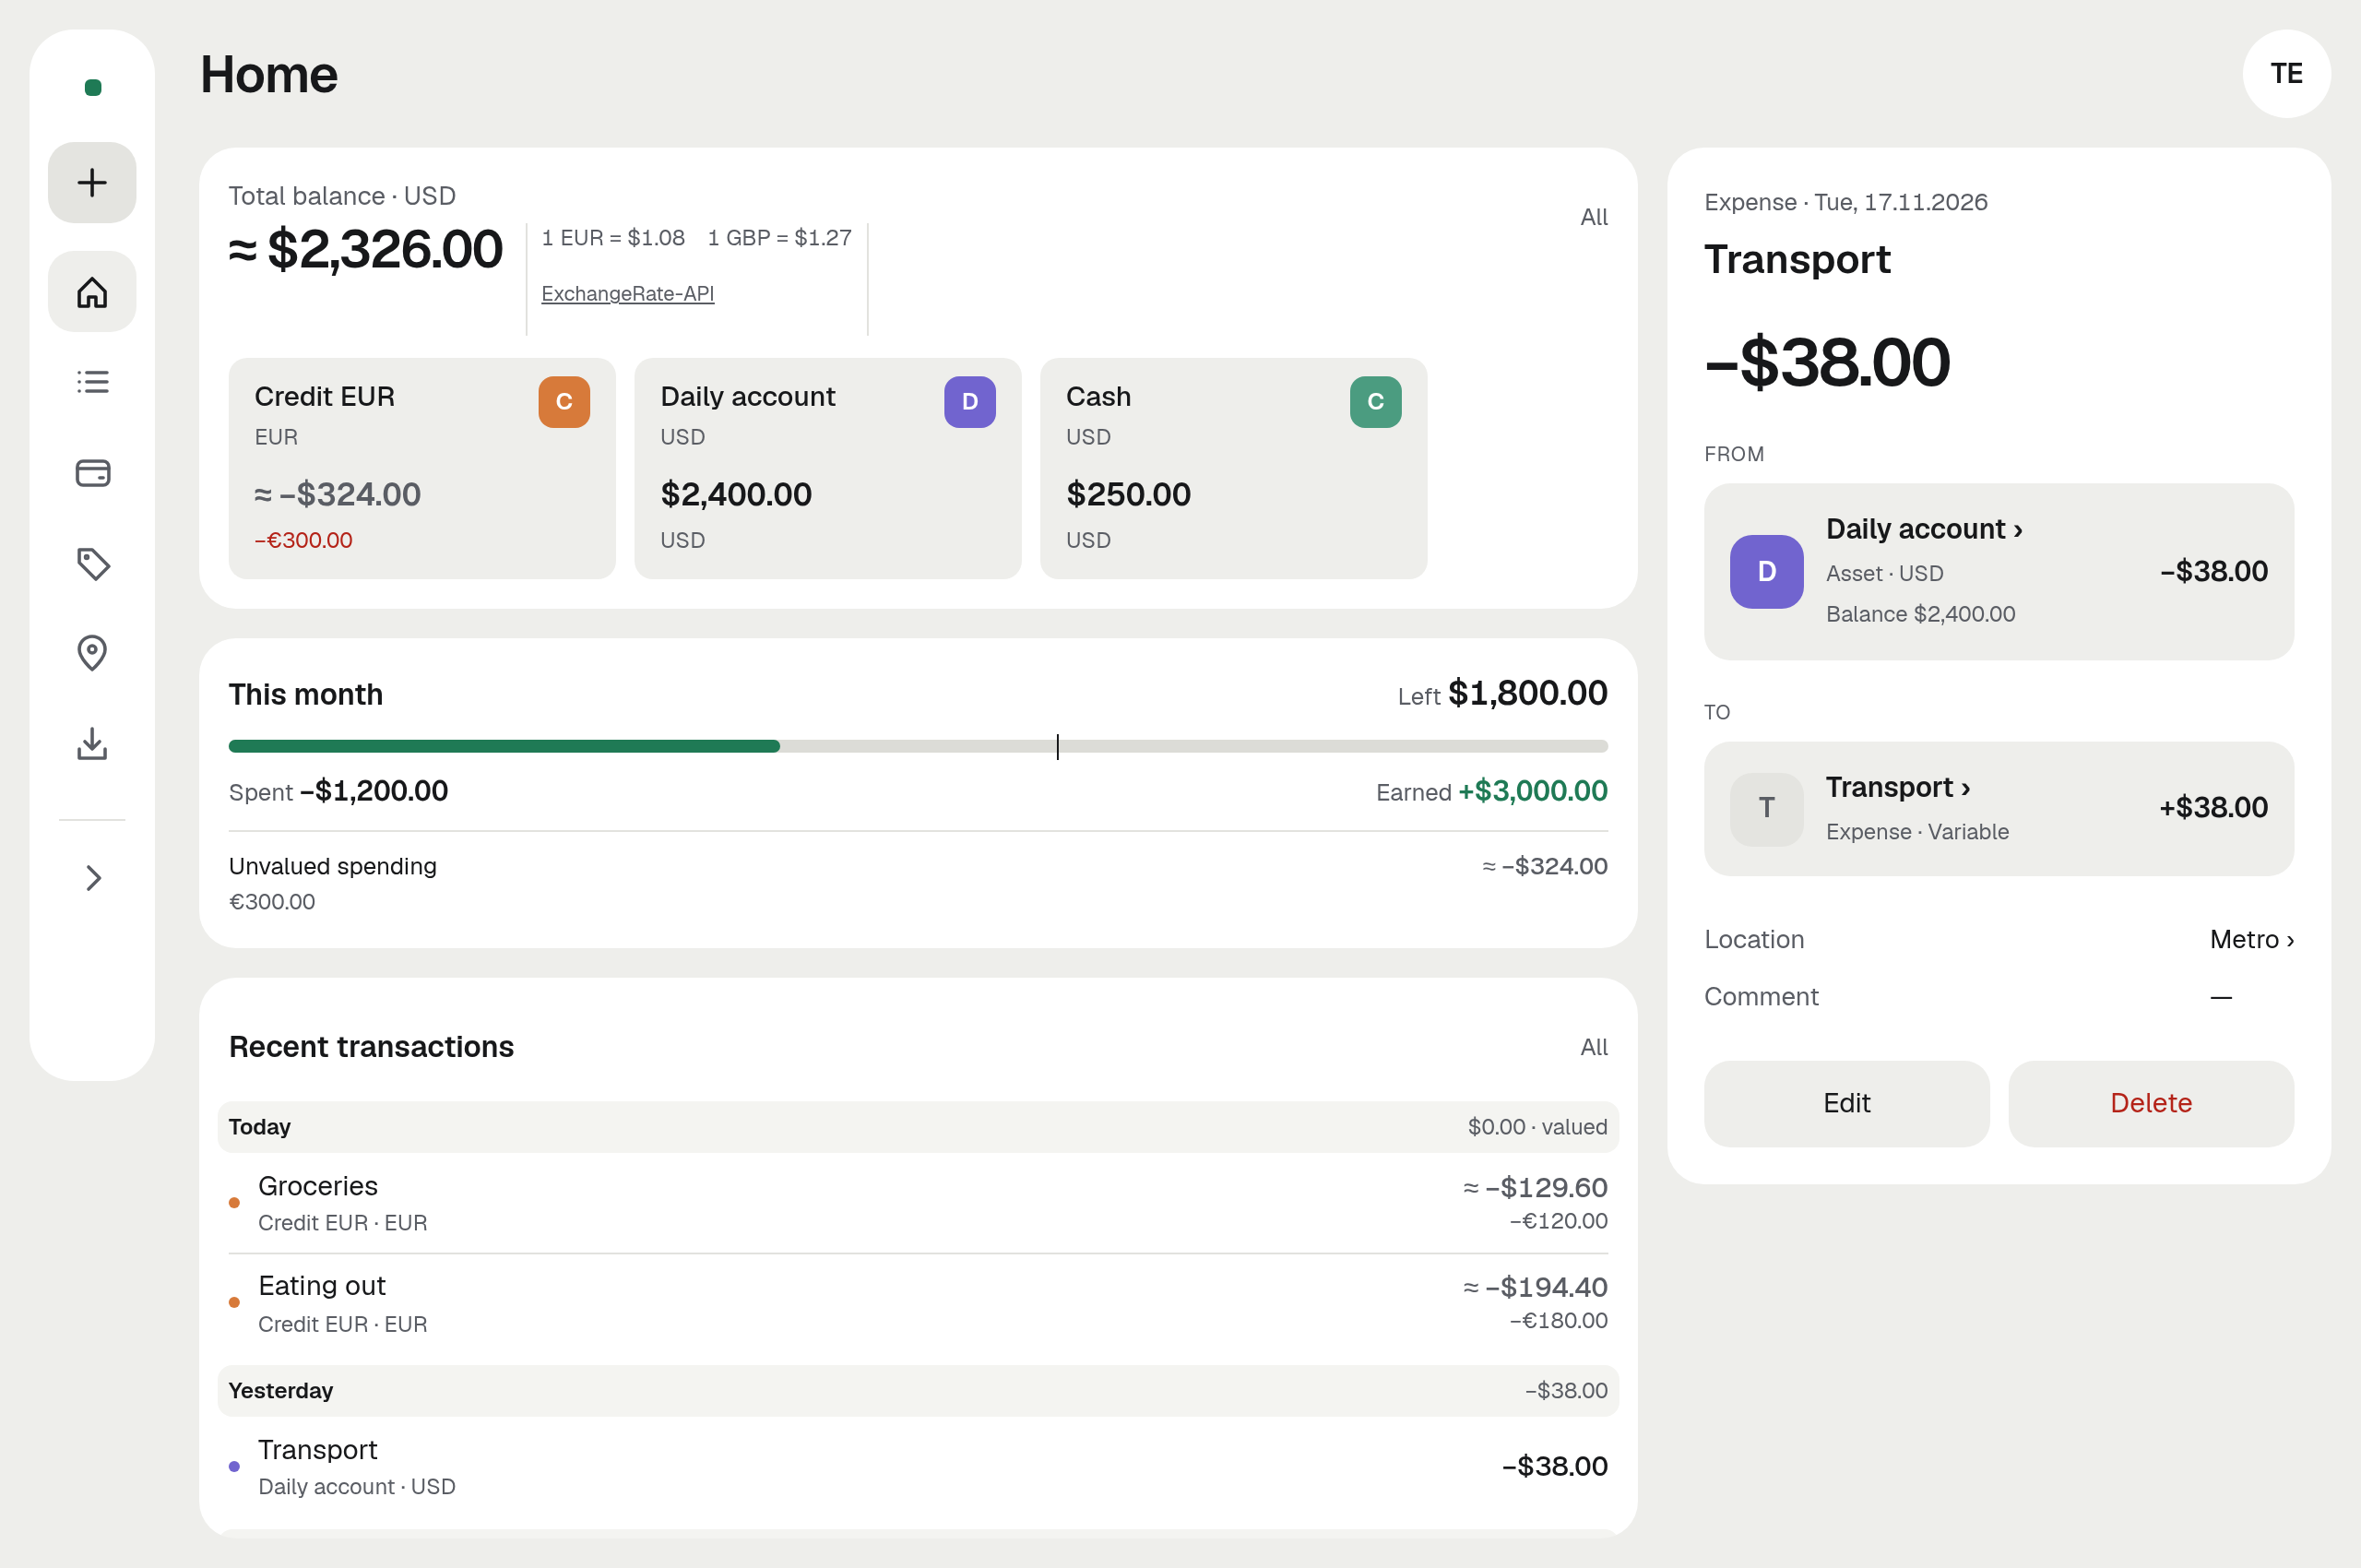 Home
TE
Total balance · USD
All
≈ $2,326.00
1 EUR = $1.08 1 GBP = $1.27
ExchangeRate-API
Credit EUR
C
EUR
≈ −$324.00
−€300.00
Daily account
D
USD
$2,400.00
USD
Cash
C
USD
$250.00
USD
This month
Left $1,800.00
Spent −$1,200.00
Earned +$3,000.00
Unvalued spending
≈ −$324.00
€300.00
Recent transactions
All
Today
$0.00 · valued
Groceries
≈ −$129.60
Credit EUR · EUR
−€120.00
Eating out
≈ −$194.40
Credit EUR · EUR
−€180.00
Yesterday
−$38.00
Transport
−$38.00
Daily account · USD
Expense · Tue, 17.11.2026
Transport
−$38.00
FROM
D
Daily account ›
Asset · USD
−$38.00
Balance $2,400.00
TO
T
Transport ›
+$38.00
Expense · Variable
Location
Metro ›
Comment
—
Edit
Delete